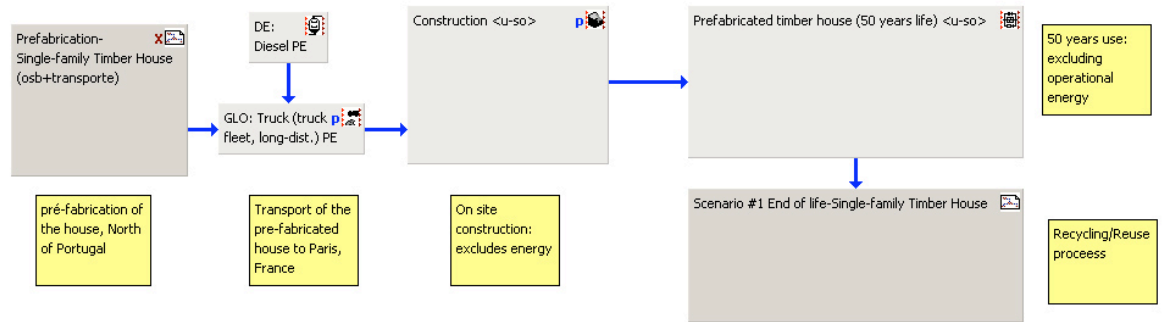 Prefabrication-
Single-family Timber House
(osb+transporte)
X
DE:
Diesel PE
GLO: Truck (truck
fleet, long-dist.) PE
p
Construction <u-so>
p
Prefabricated timber house (50 years life) <u-so>
50 years use:
excluding
operational
energy
Scenario #1 End of life-Single-family Timber House
pré-fabrication of
the house, North
of Portugal
Transport of the
pre-fabricated
house to Paris,
France
On site
construction:
excludes energy
Recycling/Reuse
proceess